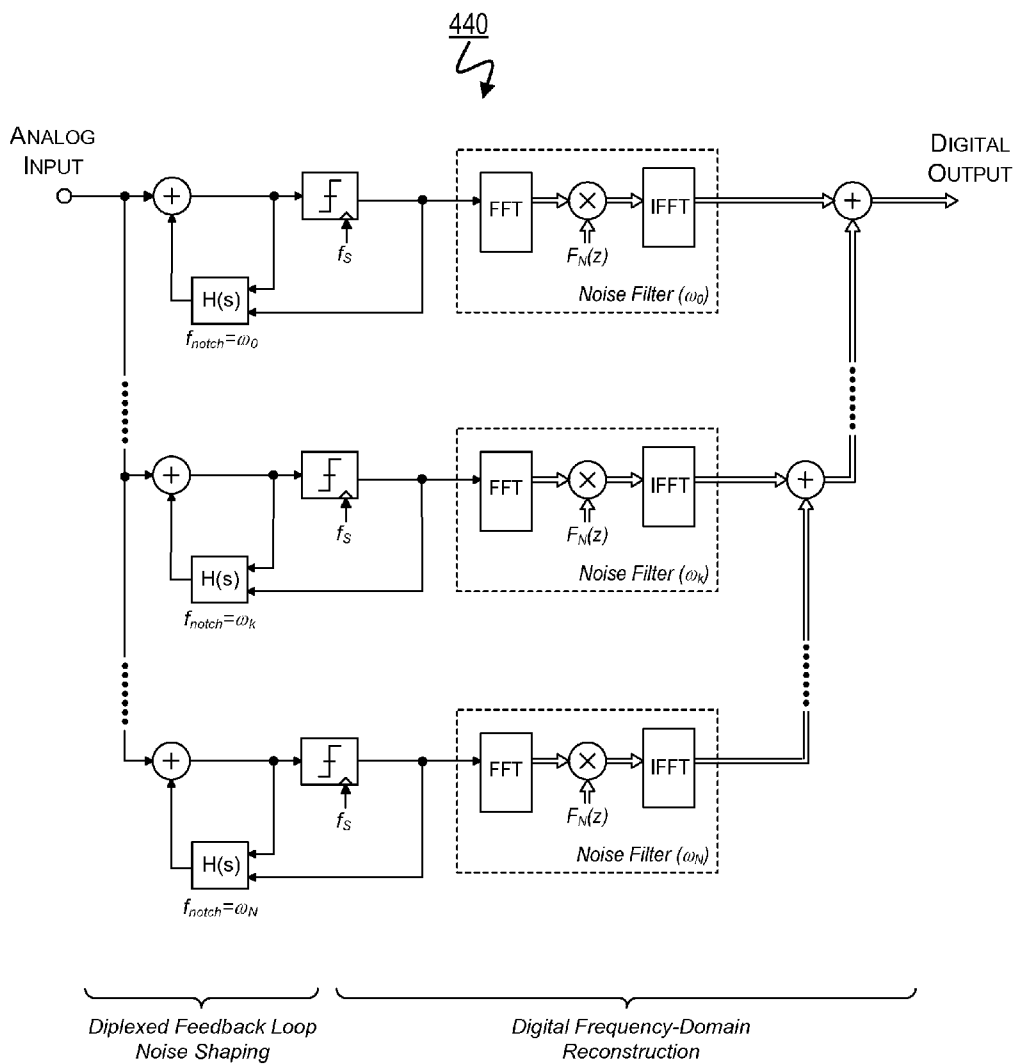 440
ANALOG
INPUT
DIGITAL
OUTPUT
+
fS
H(s)
fnotch=ω0
FFT
×
FN(z)
IFFT
Noise Filter (ω0)
+
+
fS
H(s)
fnotch=ωk
FFT
×
FN(z)
IFFT
Noise Filter (ωk)
+
+
fS
H(s)
fnotch=ωN
FFT
×
FN(z)
IFFT
Noise Filter (ωN)
Diplexed Feedback Loop
Noise Shaping
Digital Frequency-Domain
Reconstruction